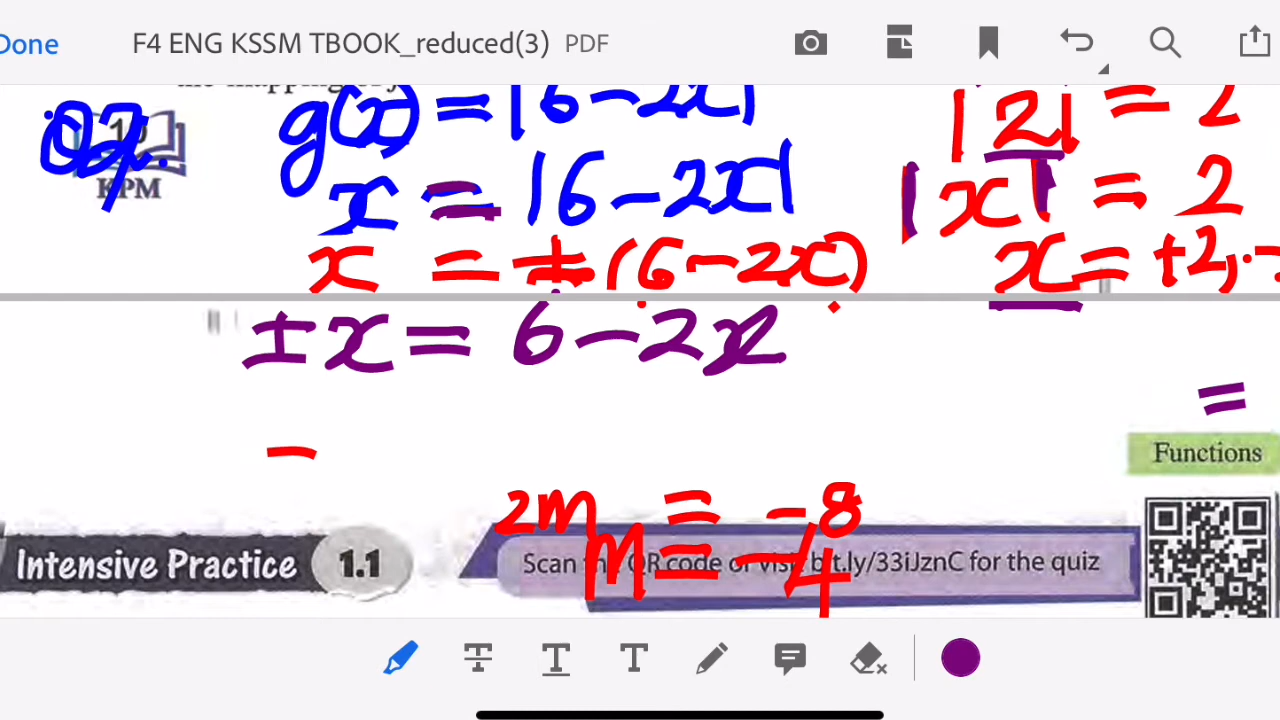 Done F4 ENG KSSM TBOOK_reduced(3) PDF
g(x) = |6-2x|
|2| = 2
KPM
x = |6-2x|
|x| = 2
x = ±(6-2x)
x = +2,
±x = 6-2x
=
Functions
-
2m = -8
m = -4
Intensive Practice 1.1
Scan the QR code or visit bit.ly/33iJznC for the quiz